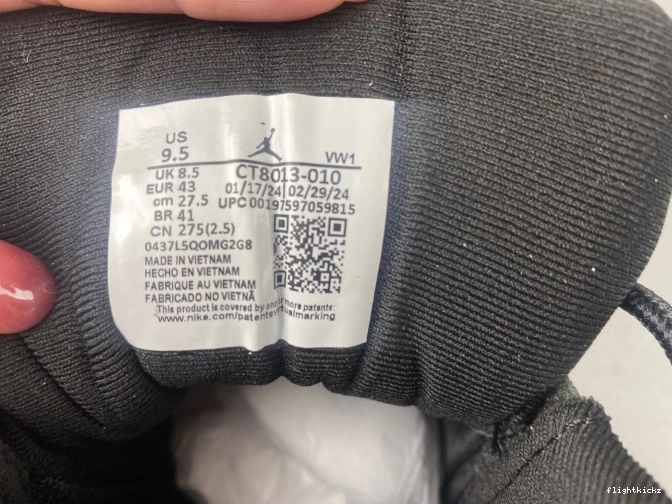 US
9.5
VW1
UK 8.5
CT8013-010
EUR 43
01/17/24 02/29/24
cm 27.5
UPC 00197597059815
BR 41
CN 275(2.5)
0437L5QOMG2G8
MADE IN VIETNAM
HECHO EN VIETNAM
FABRIQUE AU VIETNAM
FABRICADO NO VIETNÃ
This product is covered by one or more patents:
www.nike.com/patentsvirtualmarking
flightkickz